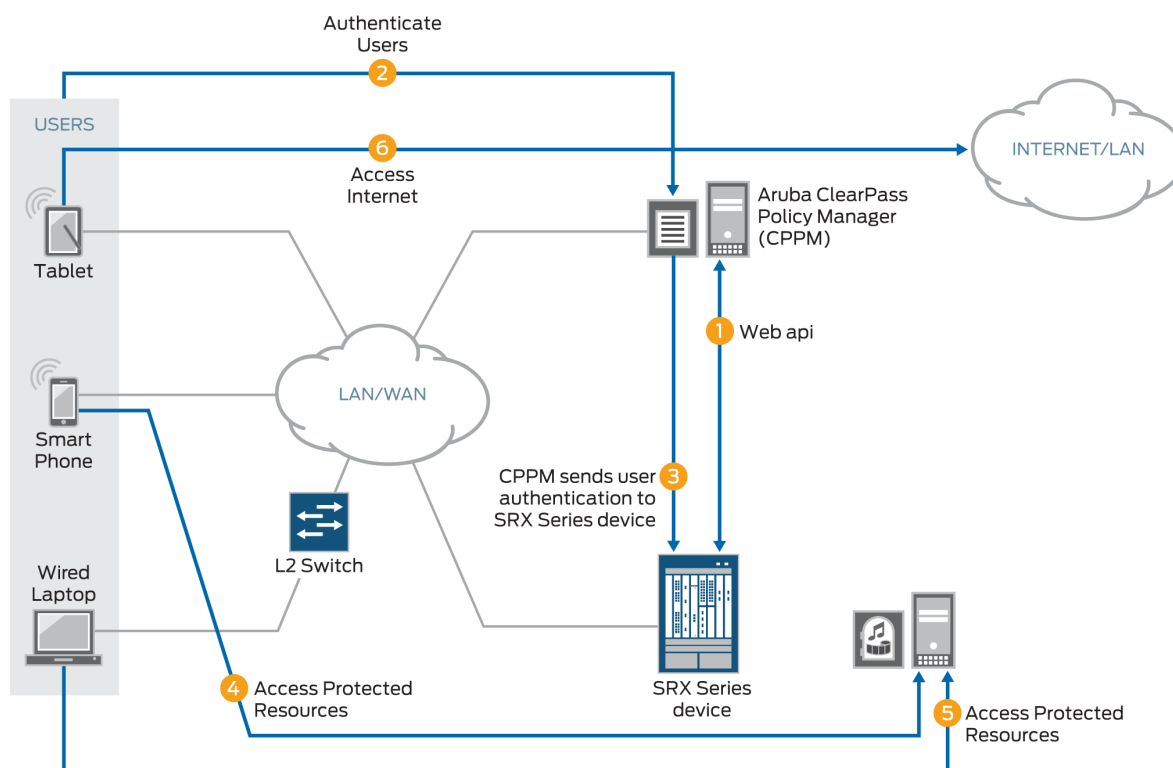 Authenticate
Users
2
USERS
6
INTERNET/LAN
Access
Internet
Aruba ClearPass
Policy Manager
(CPPM)
Tablet
1 Web api
LAN/WAN
Smart
Phone
CPPM sends user
authentication to
SRX Series device
3
L2 Switch
Wired
Laptop
SRX Series
device
4 Access Protected
Resources
5 Access Protected
Resources